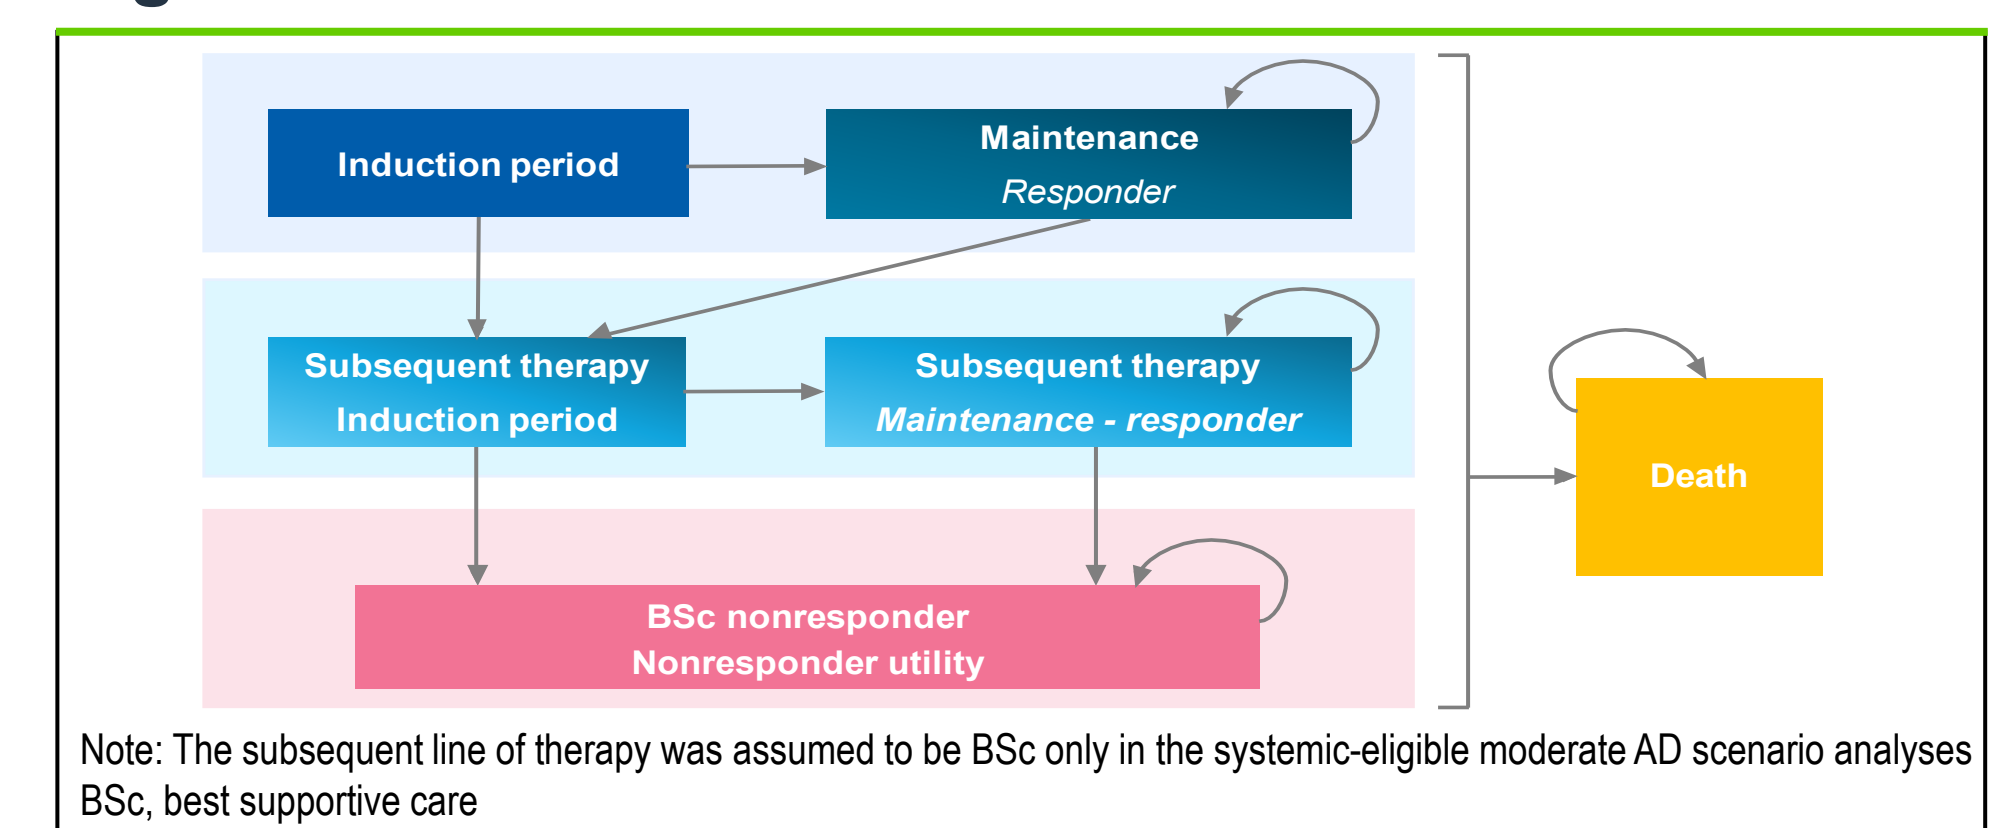 Induction period
Maintenance
Responder
Subsequent therapy
Induction period
Subsequent therapy
Maintenance - responder
Death
BSc nonresponder
Nonresponder utility
Note: The subsequent line of therapy was assumed to be BSc only in the systemic-eligible moderate AD scenario analyses
BSc, best supportive care